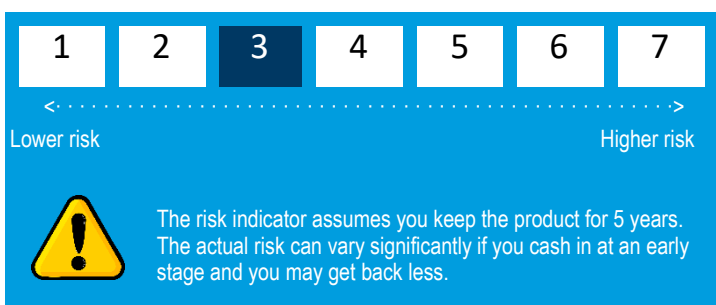 1 2 3 4 5 6 7
Lower risk Higher risk
The risk indicator assumes you keep the product for 5 years.
The actual risk can vary significantly if you cash in at an early
stage and you may get back less.